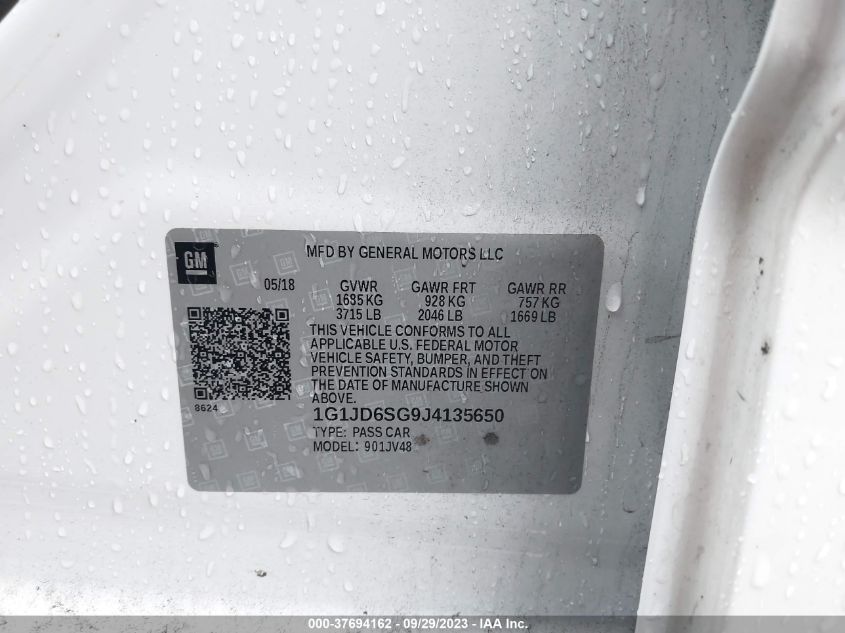 GM
MFD BY GENERAL MOTORS LLC
05/18 GVWR GAWR FRT GAWR RR
1685 KG 928 KG 757 KG
3715 LB 2046 LB 1669 LB
THIS VEHICLE CONFORMS TO ALL
APPLICABLE U.S. FEDERAL MOTOR
VEHICLE SAFETY, BUMPER, AND THEFT
PREVENTION STANDARDS IN EFFECT ON
THE DATE OF MANUFACTURE SHOWN
ABOVE.
8624
1G1JD6SG9J4135650
TYPE: PASS CAR
MODEL: 901JV48
000-37694162 - 09/29/2023 - IAA Inc.